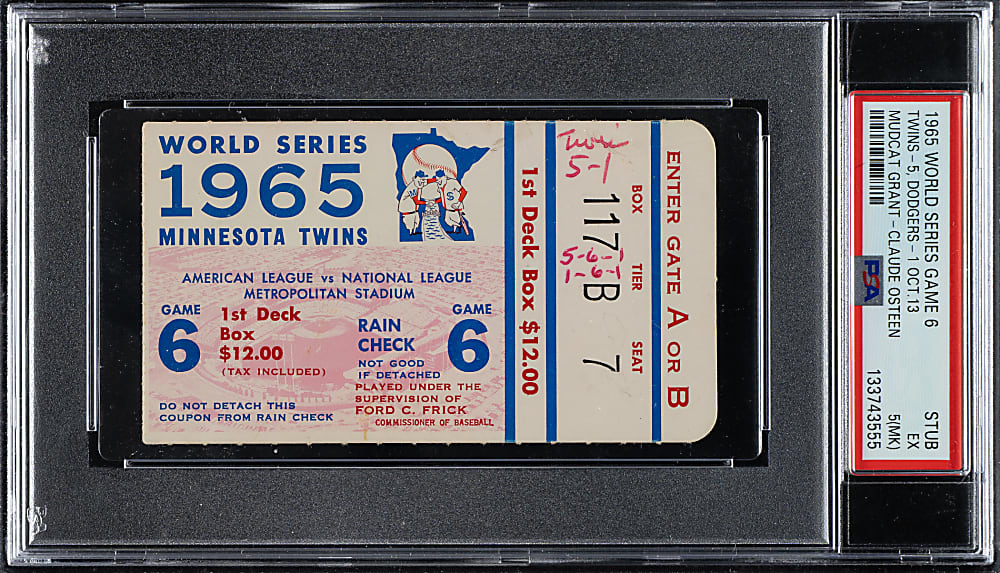 WORLD SERIES
1965
MINNESOTA TWINS
AMERICAN LEAGUE vs NATIONAL LEAGUE
METROPOLITAN STADIUM
GAME
6
1st Deck
Box
$12.00
(TAX INCLUDED)
DO NOT DETACH THIS
COUPON FROM RAIN CHECK
RAIN
CHECK
NOT GOOD
IF DETACHED
PLAYED UNDER THE
SUPERVISION OF
FORD C. FRICK
COMMISSIONER OF BASEBALL
GAME
6
1st Deck Box $12.00
Twins
5-1
5-6-1
1-6-1
BOX TIER SEAT
117 B 7
ENTER GATE A OR B
1965 WORLD SERIES GAME 6 STUB
TWINS-5, DODGERS-1 OCT.13 EX
MUDCAT GRANT-CLAUDE OSTEEN 5(MK)
133743555
PSA